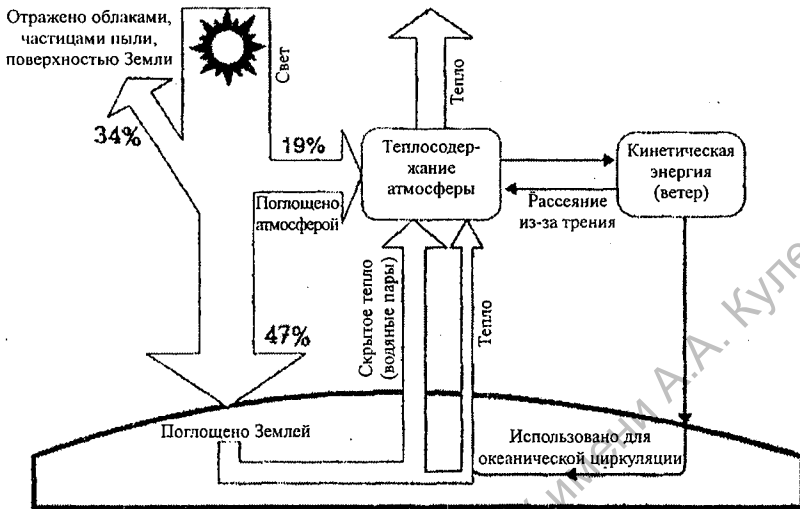 Отражено облаками,
частицами пыли,
поверхностью Земли
Свет
Тепло
34%
19%
Теплосодер-
жание
атмосферы
Кинетическая
энергия
(ветер)
Поглощено
атмосферой
Рассеяние
из-за трения
47%
Скрытое тепло
(водяные пары)
Тепло
Поглощено Землей
Использовано для
океанической циркуляции
имени А.А.